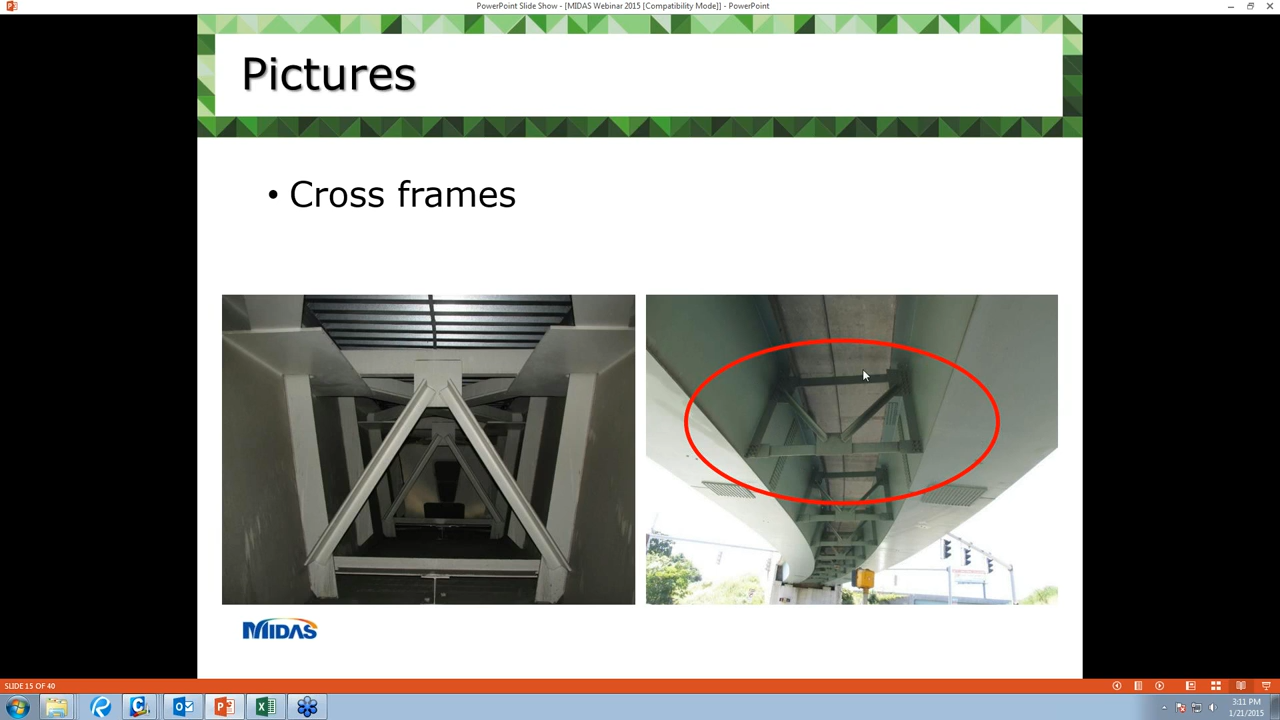 PowerPoint Slide Show - [MIDAS Webinar 2015 [Compatibility Mode]] - PowerPoint
Pictures
• Cross frames
MIDAS
SLIDE 15 OF 40
3:11 PM
1/21/2015